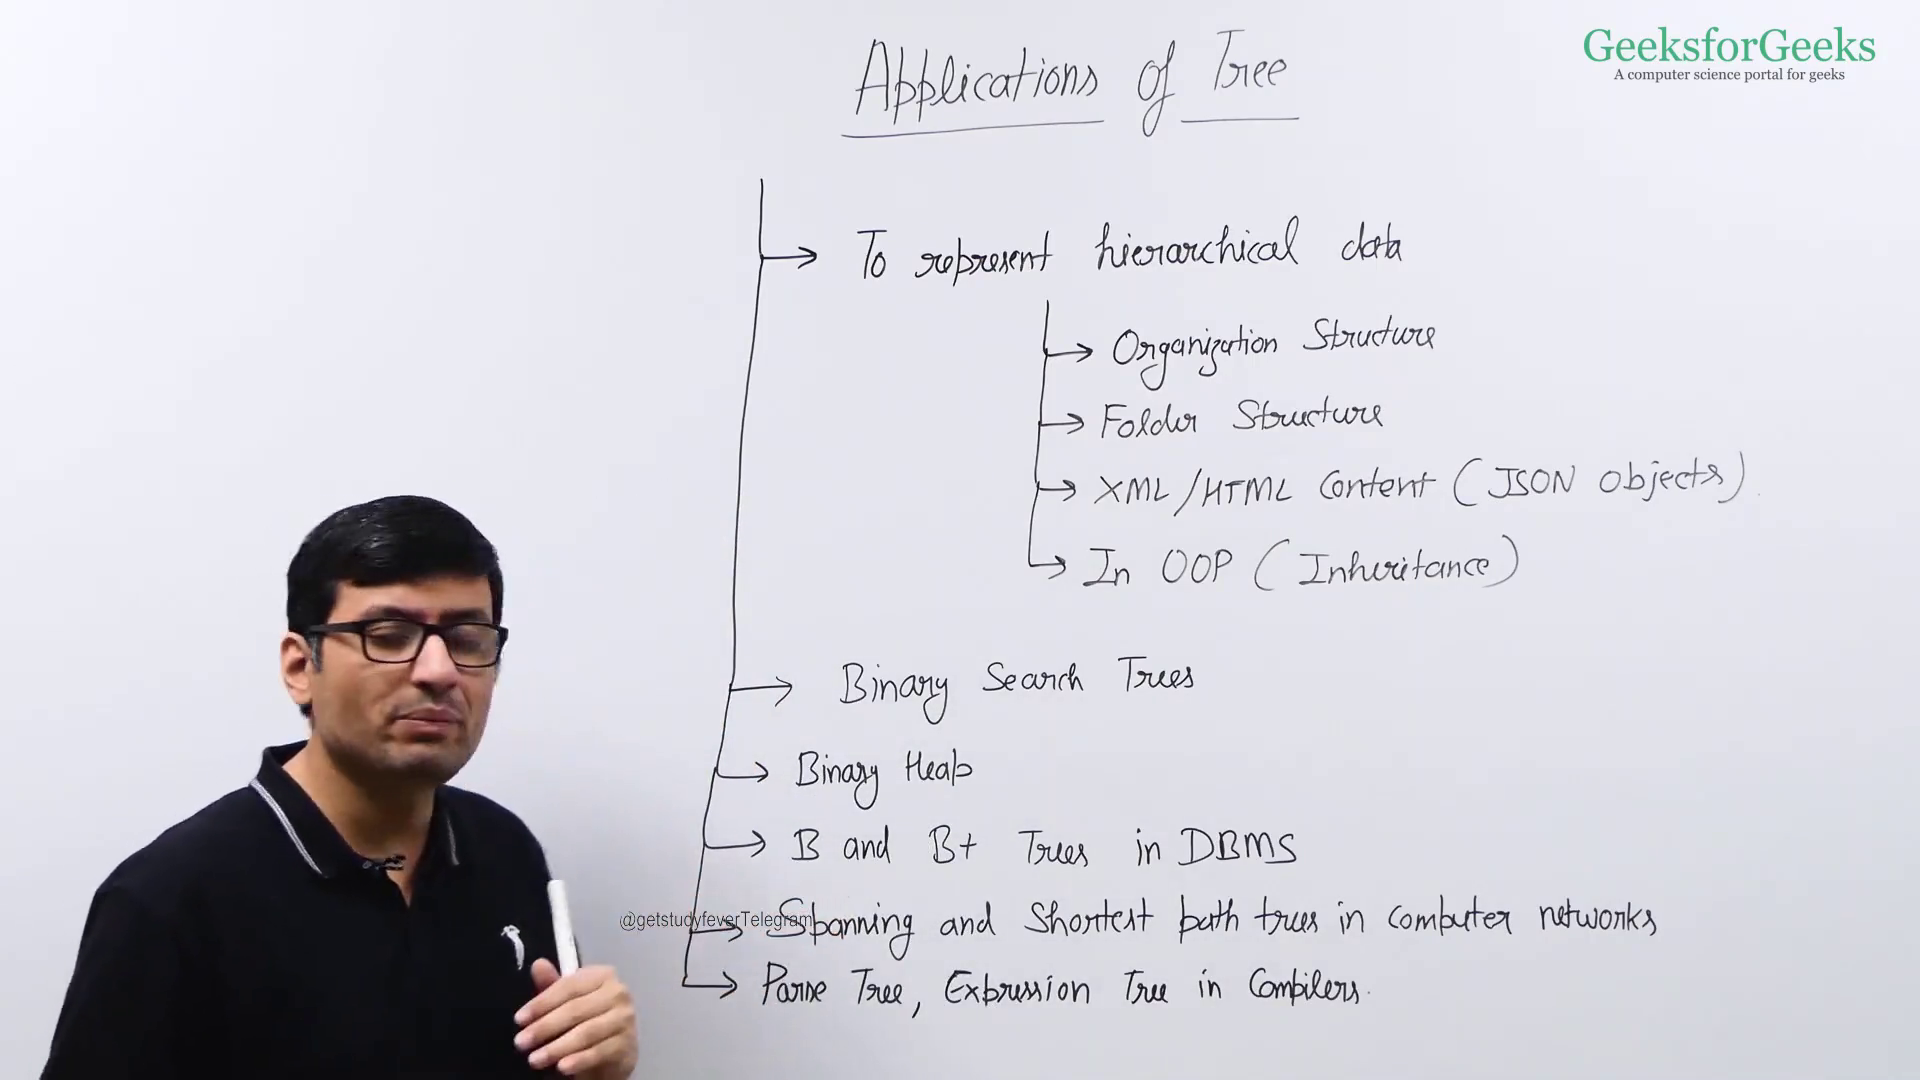 GeeksforGeeks
A computer science portal for geeks
Applications of Tree
To represent hierarchical data
Organization Structure
Folder Structure
XML/HTML Content (JSON Objects)
In OOP (Inheritance)
Binary Search Trees
Binary Heap
B and B+ Trees in DBMS
@getstudyfeverTelegram
Spanning and Shortest path trees in computer networks
Parse Tree, Expression Tree in Compilers.